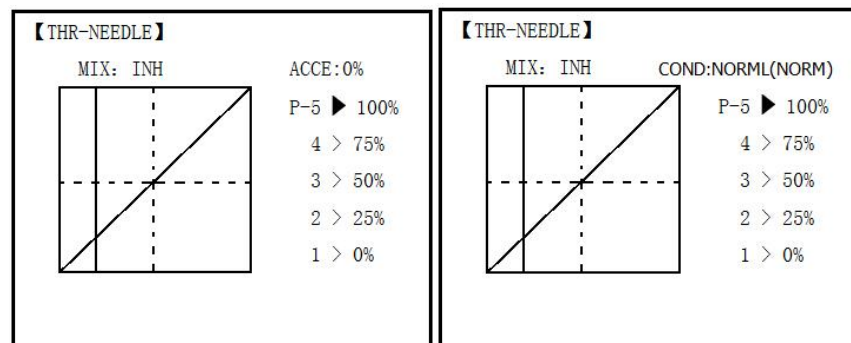 【THR-NEEDLE】
MIX: INH
ACCE:0%
P-5 ▶ 100%
4 > 75%
3 > 50%
2 > 25%
1 > 0%
【THR-NEEDLE】
MIX: INH
COND:NORML(NORM)
P-5 ▶ 100%
4 > 75%
3 > 50%
2 > 25%
1 > 0%